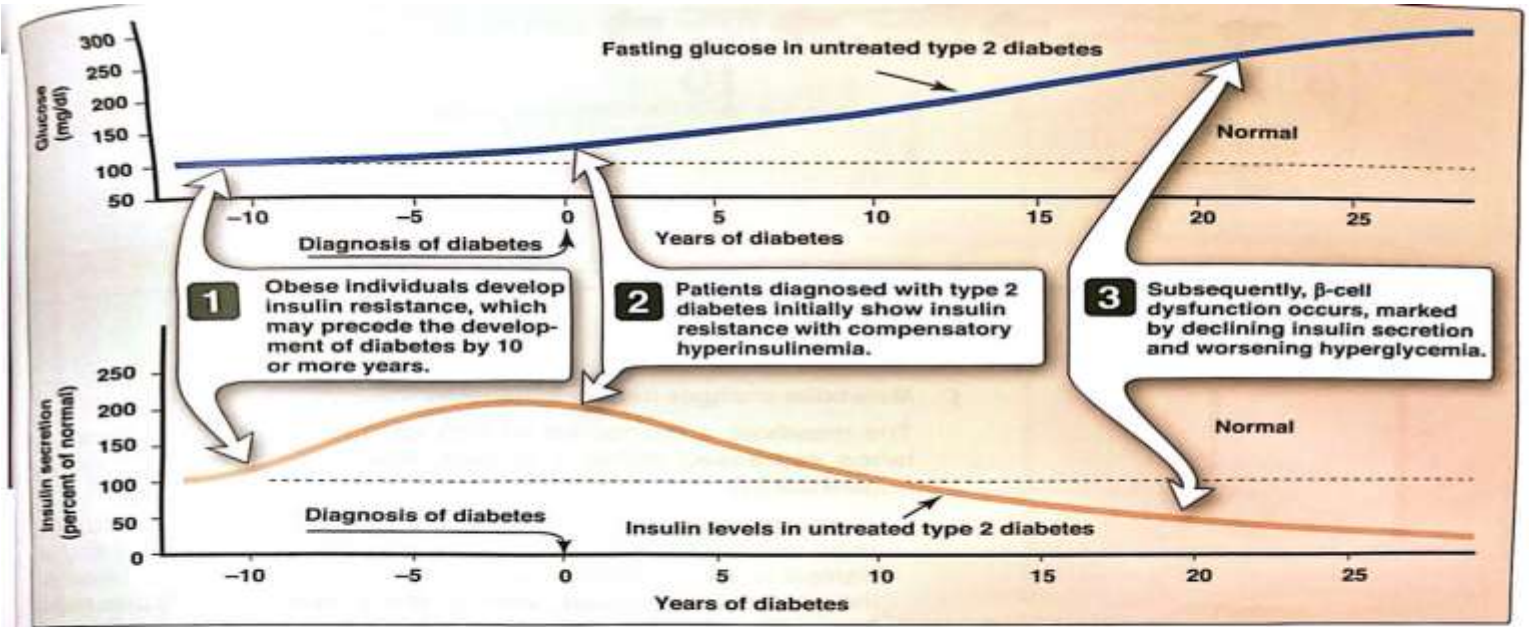 300
250
200
150
100
50
Glucose
(mg/dl)
Fasting glucose in untreated type 2 diabetes
Normal
–10
–5
0
5
10
15
20
25
Diagnosis of diabetes
Years of diabetes
1
Obese individuals develop
insulin resistance, which
may precede the develop-
ment of diabetes by 10
or more years.
2
Patients diagnosed with type 2
diabetes initially show insulin
resistance with compensatory
hyperinsulinemia.
3
Subsequently, β-cell
dysfunction occurs, marked
by declining insulin secretion
and worsening hyperglycemia.
250
200
150
100
50
0
Insulin secretion
(percent of normal)
Normal
Diagnosis of diabetes
Insulin levels in untreated type 2 diabetes
–10
–5
0
5
10
15
20
25
Years of diabetes